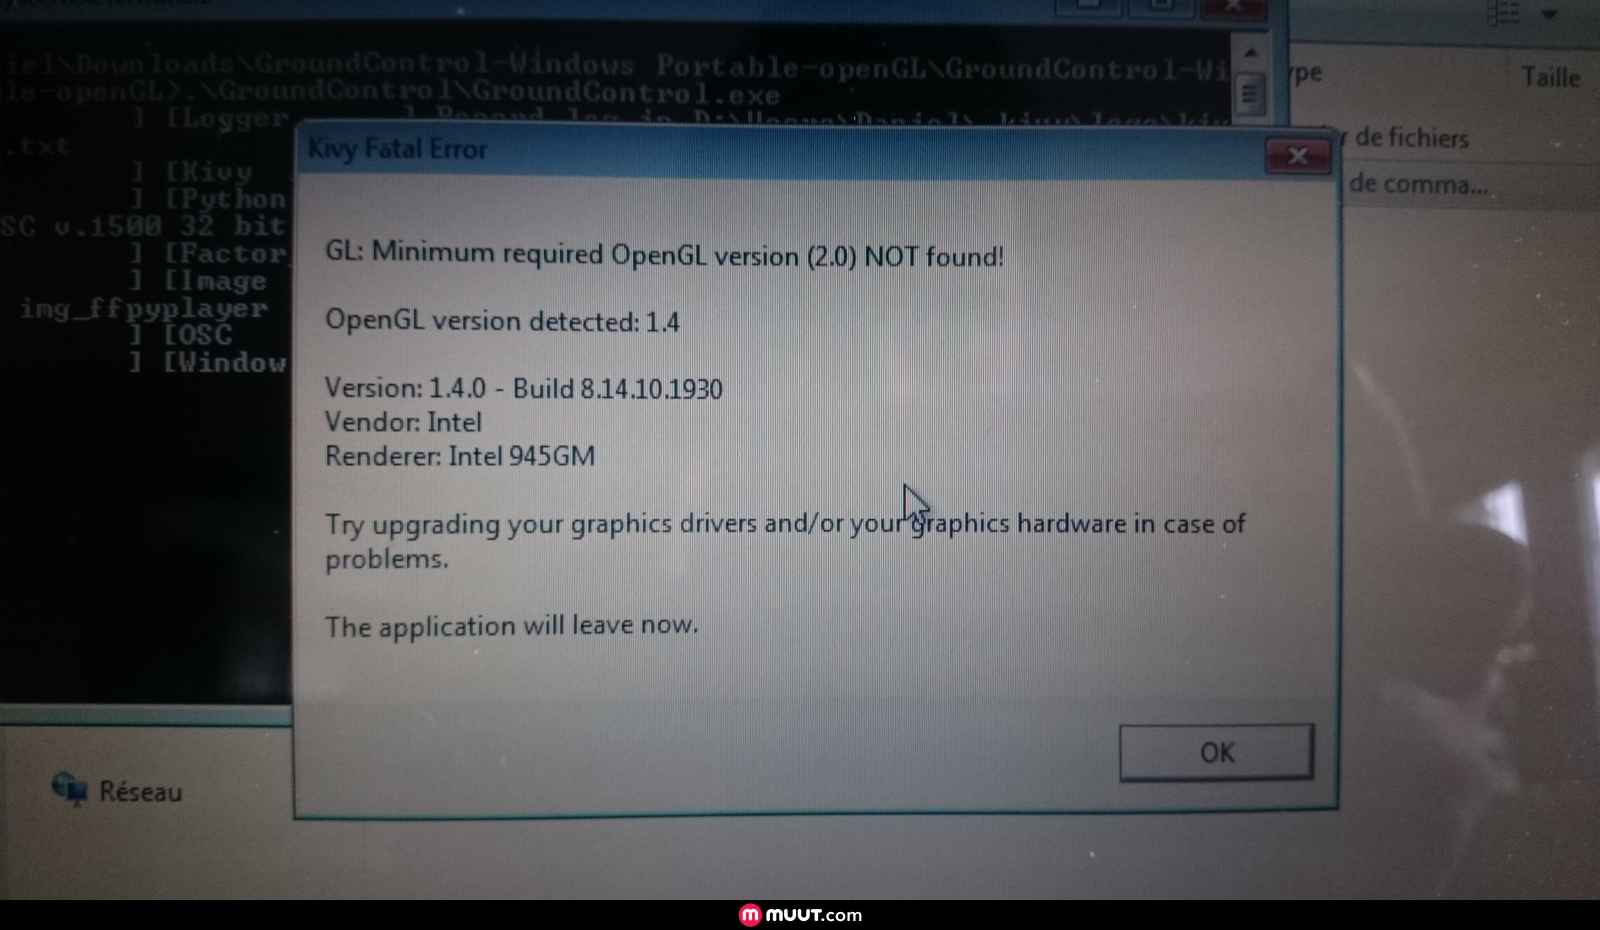 iel\Downloads\GroundControl-Windows Portable-openGL\GroundControl-Wi
le-openGL>.\GroundControl\GroundControl.exe
] [Logger ] Record log in D:\
.txt
] [Kivy
] [Python
SC v.1500 32 bit
] [Factor
] [Image
img_ffpyplayer
] [OSC
] [Window
Kivy Fatal Error
GL: Minimum required OpenGL version (2.0) NOT found!
OpenGL version detected: 1.4
Version: 1.4.0 - Build 8.14.10.1930
Vendor: Intel
Renderer: Intel 945GM
Try upgrading your graphics drivers and/or your graphics hardware in case of
problems.
The application will leave now.
OK
ype
Taille
r de fichiers
de comma...
Réseau
muut.com